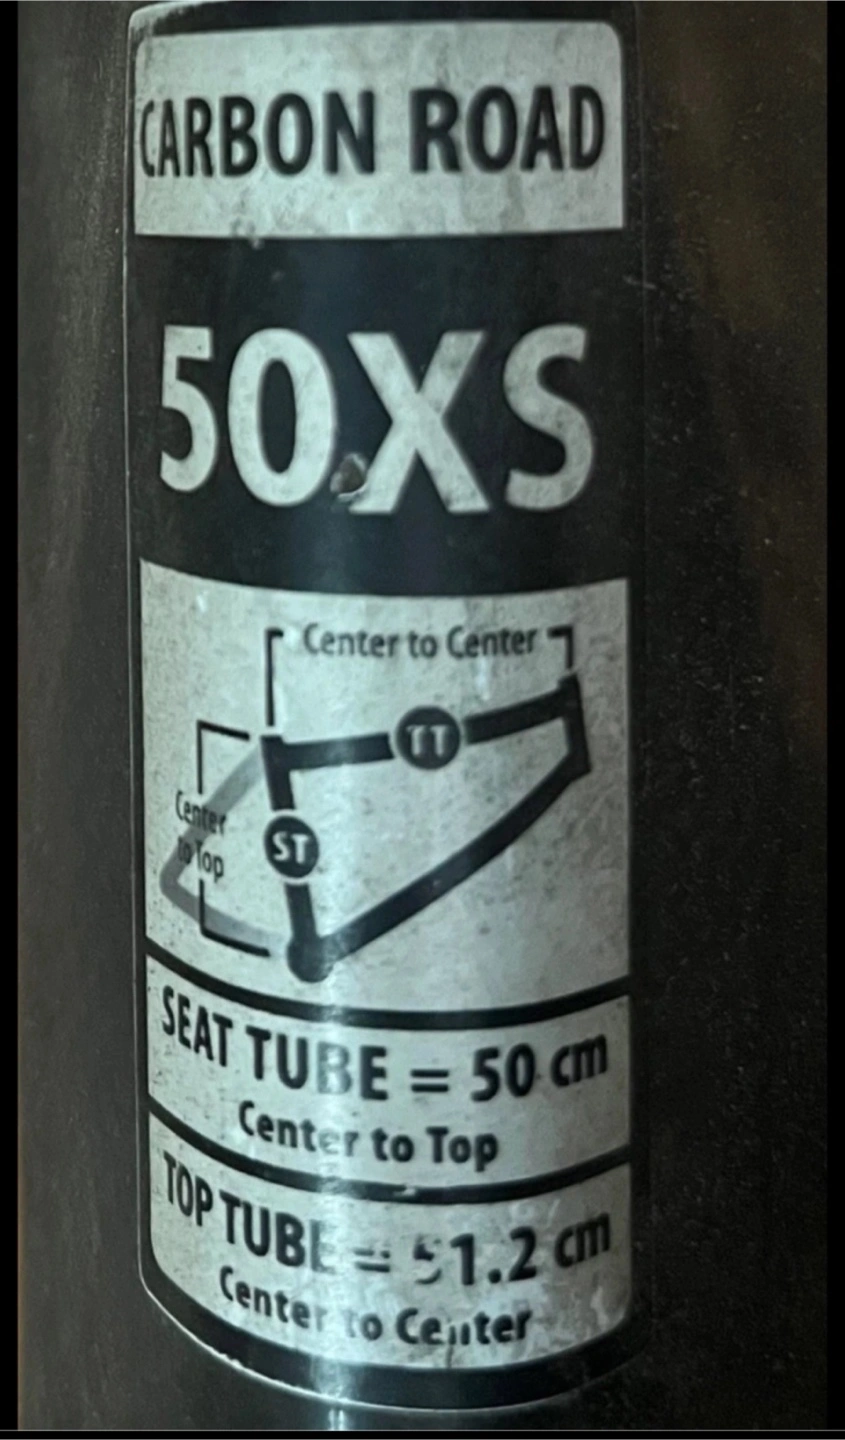 CARBON ROAD
50XS
Center to Center
TT
Center
to Top
ST
SEAT TUBE = 50 cm
Center to Top
TOP TUBE = 51.2 cm
Center to Center